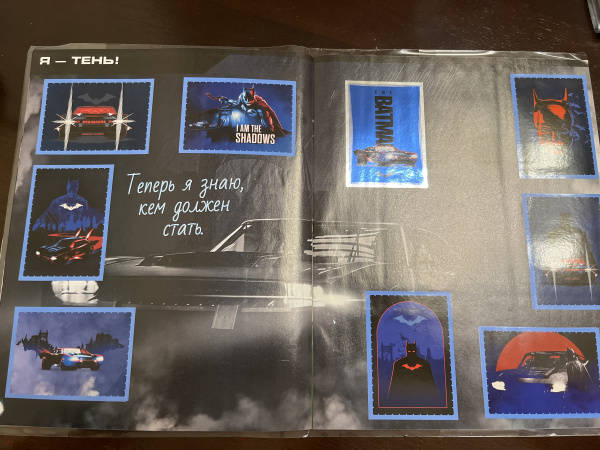 Я — ТЕНЬ!
I AM THE
SHADOWS
Теперь я знаю,
кем должен
стать.
THE
BATMAN